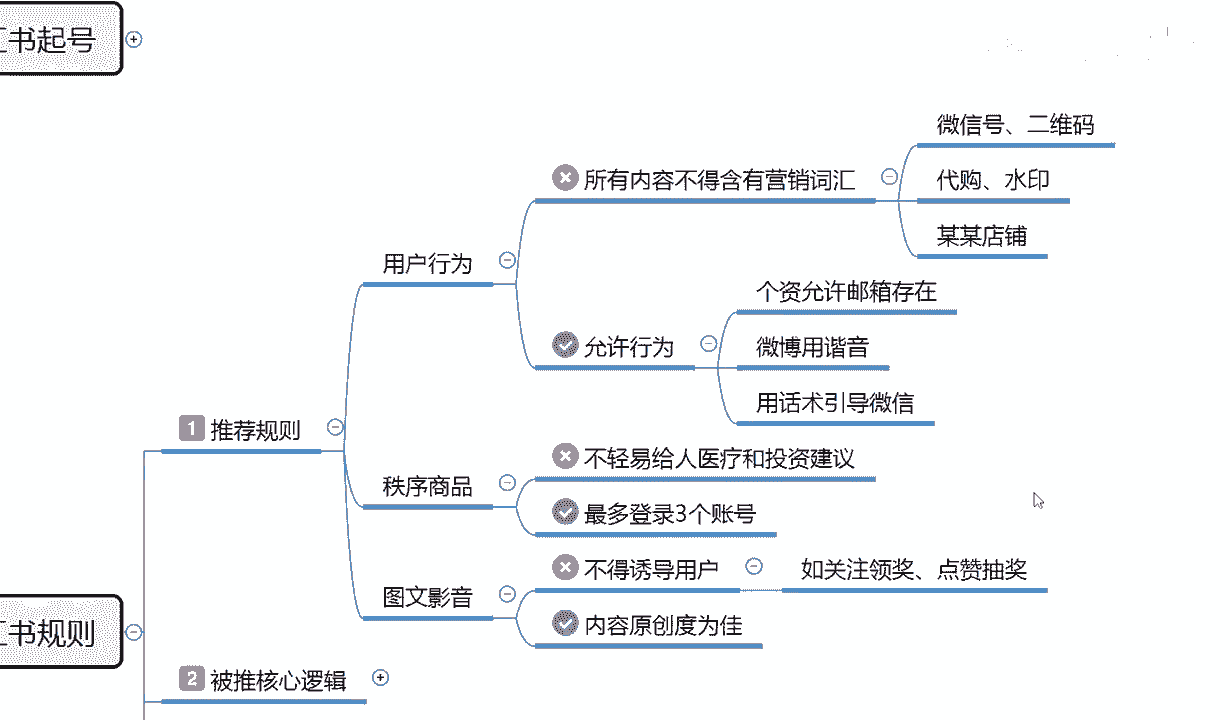 书起号
微信号、二维码
所有内容不得含有营销词汇
代购、水印
某某店铺
用户行为
个资允许邮箱存在
允许行为
微博用谐音
用话术引导微信
1 推荐规则
不轻易给人医疗和投资建议
秩序商品
最多登录3个账号
不得诱导用户
如关注领奖、点赞抽奖
图文影音
内容原创度为佳
书规则
2 被推核心逻辑